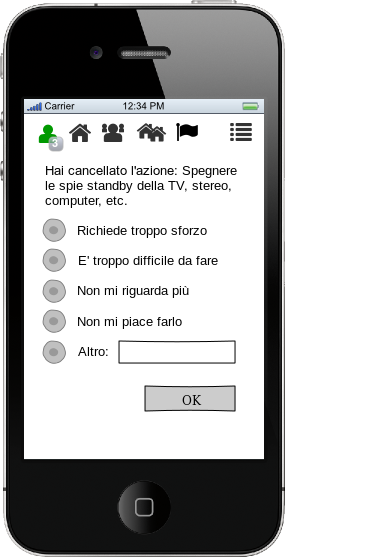 Carrier 12:34 PM
3
Hai cancellato l'azione: Spegnere
le spie standby della TV, stereo,
computer, etc.
Richiede troppo sforzo
E' troppo difficile da fare
Non mi riguarda più
Non mi piace farlo
Altro:
OK